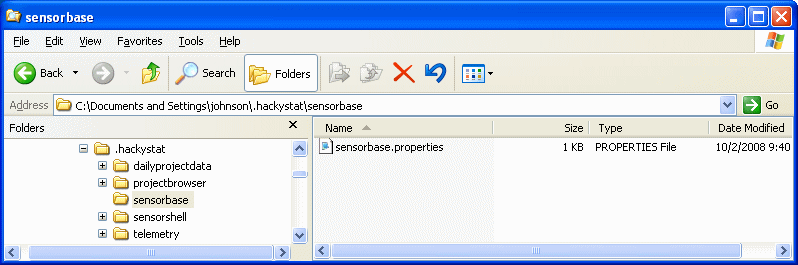 sensorbase
File Edit View Favorites Tools Help
Back Search Folders
Address C:\Documents and Settings\johnson\.hackystat\sensorbase Go
Folders
Name Size Type Date Modified
.hackystat
dailyprojectdata
projectbrowser
sensorbase
sensorshell
telemetry
sensorbase.properties 1 KB PROPERTIES File 10/2/2008 9:40